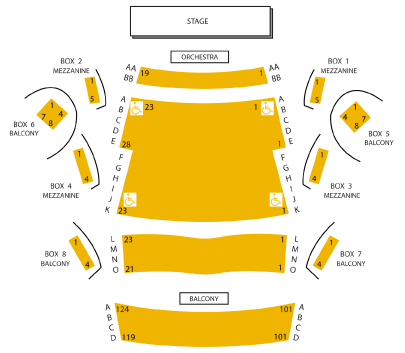 STAGE
ORCHESTRA
BOX 2
MEZZANINE
BOX 1
MEZZANINE
AA
BB
19
1
AA
BB
1
5
1
5
A
B
C
D
E
23
1
A
B
C
D
E
28
1
BOX 6
BALCONY
1
7
4
8
BOX 5
BALCONY
1
4
7
8
F
G
H
I
J
K
23
1
F
G
H
I
J
K
BOX 4
MEZZANINE
1
4
BOX 3
MEZZANINE
1
4
L
M
N
O
23
1
21
1
L
M
N
O
BOX 8
BALCONY
1
4
BOX 7
BALCONY
1
4
BALCONY
A
B
C
D
124
101
119
101
A
B
C
D